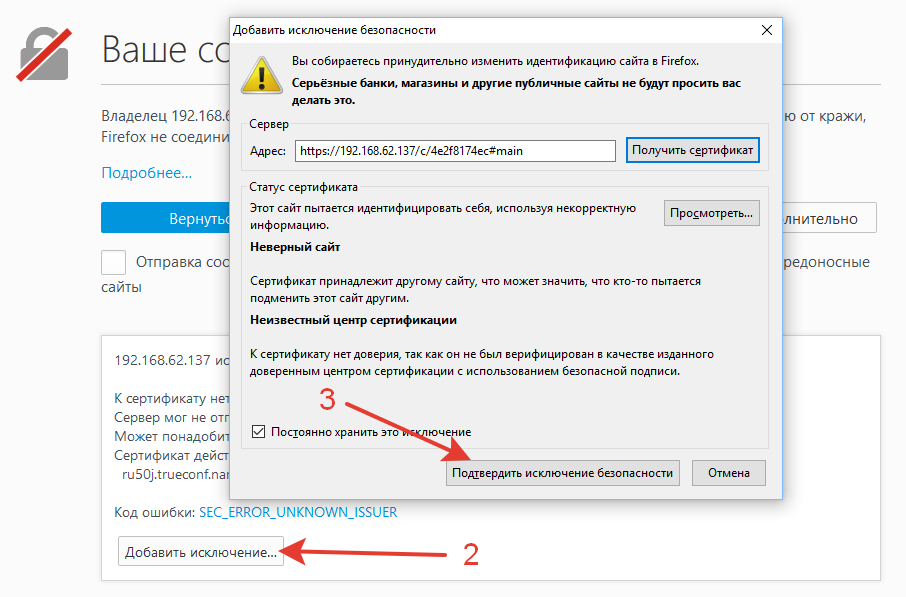 Добавить исключение безопасности
Ваше со
Вы собираетесь принудительно изменить идентификацию сайта в Firefox.
Серьёзные банки, магазины и другие публичные сайты не будут просить вас
делать это.
Владелец 192.168.6
ю от кражи,
Firefox не соедини
Сервер
Адрес: https://192.168.62.137/c/4e2f8174ec#main Получить сертификат
Подробнее...
Статус сертификата
Этот сайт пытается идентифицировать себя, используя некорректную
информацию.
Просмотреть...
Вернуть
лнительно
Неверный сайт
Отправка соо
редоносные
сайты
Сертификат принадлежит другому сайту, что может значить, что кто-то пытается
подменить этот сайт другим.
Неизвестный центр сертификации
192.168.62.137 ис
К сертификату нет доверия, так как он не был верифицирован в качестве изданного
доверенным центром сертификации с использованием безопасной подписи.
К сертификату нет
Сервер мог не отп
Может понадобит
Сертификат дейст
ru50j.trueconf.nam
3
Постоянно хранить это исключение
Подтвердить исключение безопасности Отмена
Код ошибки: SEC_ERROR_UNKNOWN_ISSUER
Добавить исключение...
2